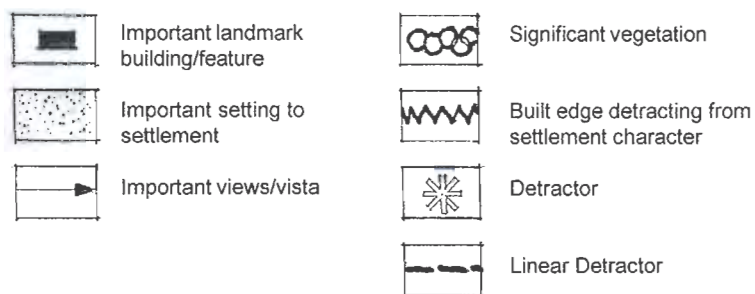 Important landmark
building/feature
Important setting to
settlement
Important views/vista
Significant vegetation
Built edge detracting from
settlement character
Detractor
Linear Detractor